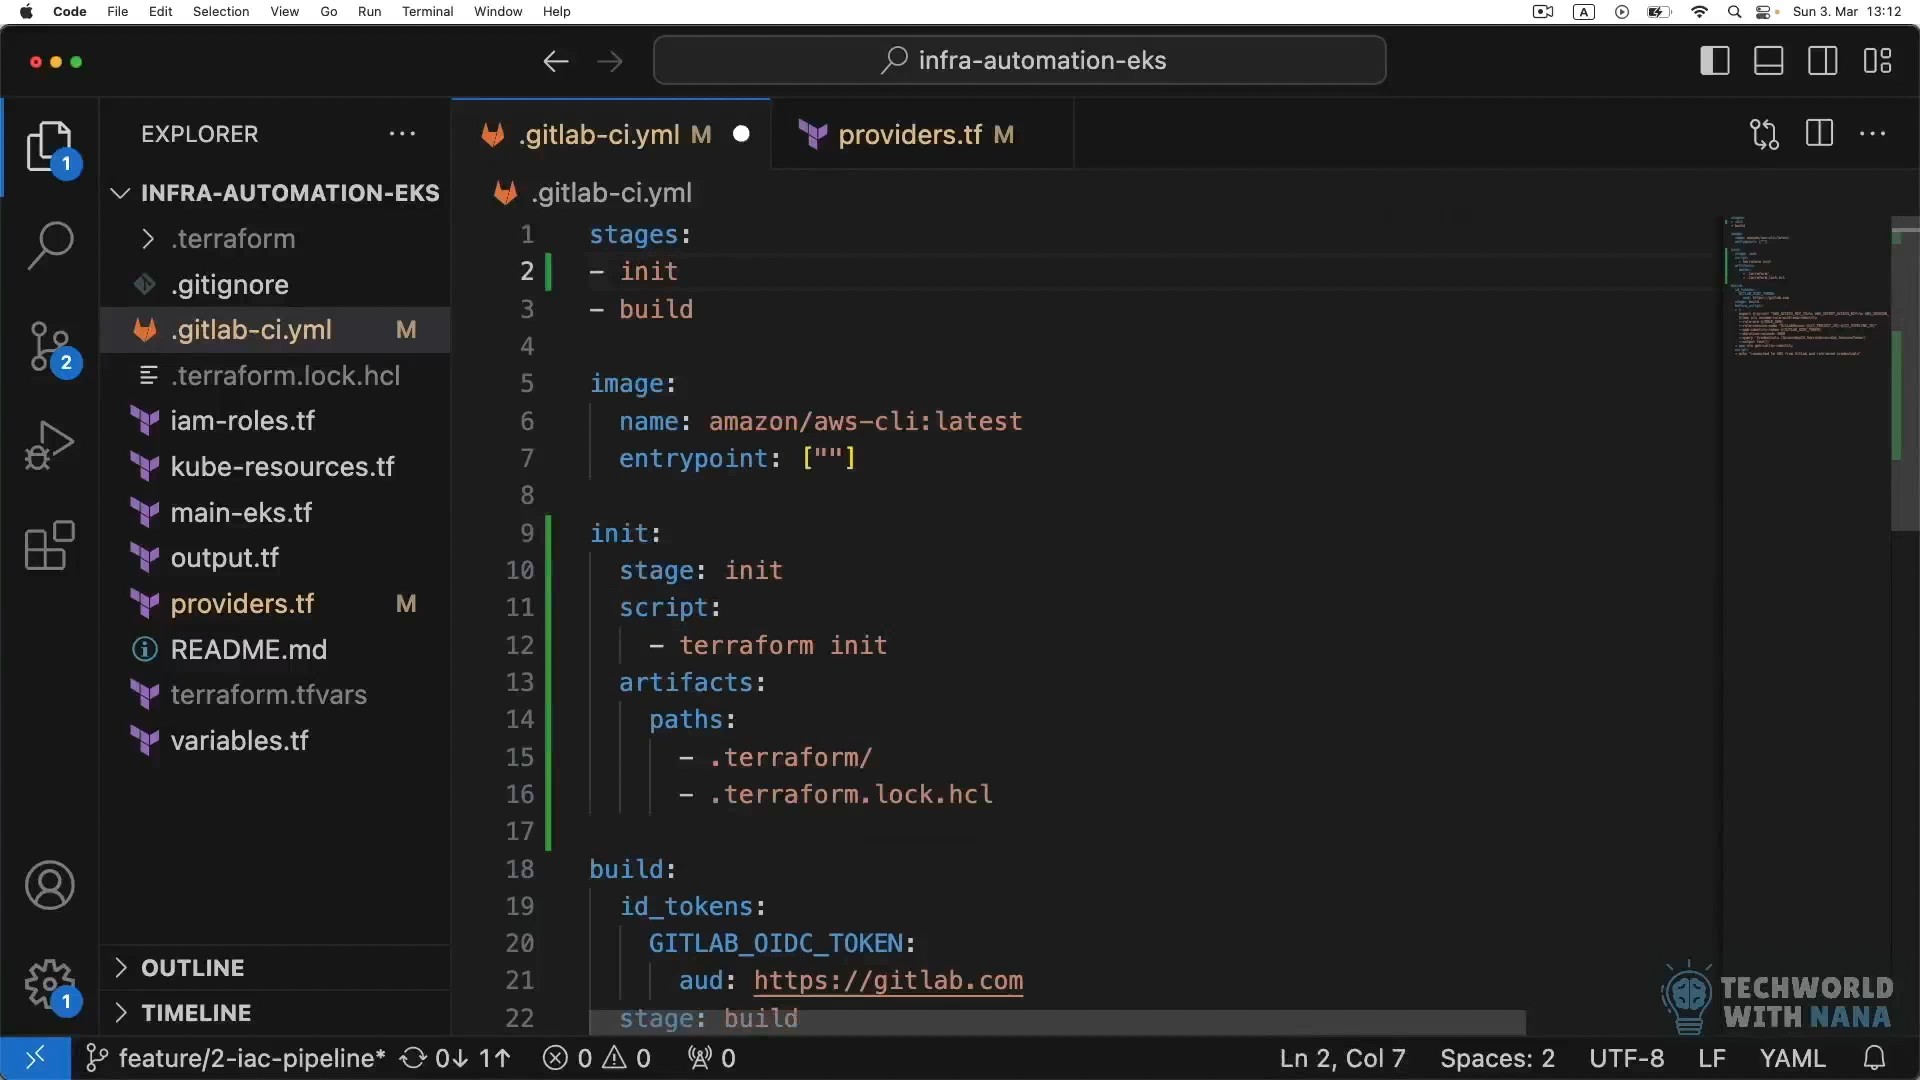 Code File Edit Selection View Go Run Terminal Window Help
A
Sun 3. Mar 13:12
infra-automation-eks
EXPLORER
.gitlab-ci.yml M
providers.tf M
1
2
1
INFRA-AUTOMATION-EKS
.terraform
.gitignore
.gitlab-ci.yml M
.terraform.lock.hcl
iam-roles.tf
kube-resources.tf
main-eks.tf
output.tf
providers.tf M
README.md
terraform.tfvars
variables.tf
OUTLINE
TIMELINE
.gitlab-ci.yml
1 stages:
2 - init
3 - build
4
5 image:
6 name: amazon/aws-cli:latest
7 entrypoint: [""]
8
9 init:
10 stage: init
11 script:
12 - terraform init
13 artifacts:
14 paths:
15 - .terraform/
16 - .terraform.lock.hcl
17
18 build:
19 id_tokens:
20 GITLAB_OIDC_TOKEN:
21 aud: https://gitlab.com
22 stage: build
TECHWORLD
WITH NANA
feature/2-iac-pipeline* 0↓ 1↑ 0 0 0
Ln 2, Col 7 Spaces: 2 UTF-8 LF YAML